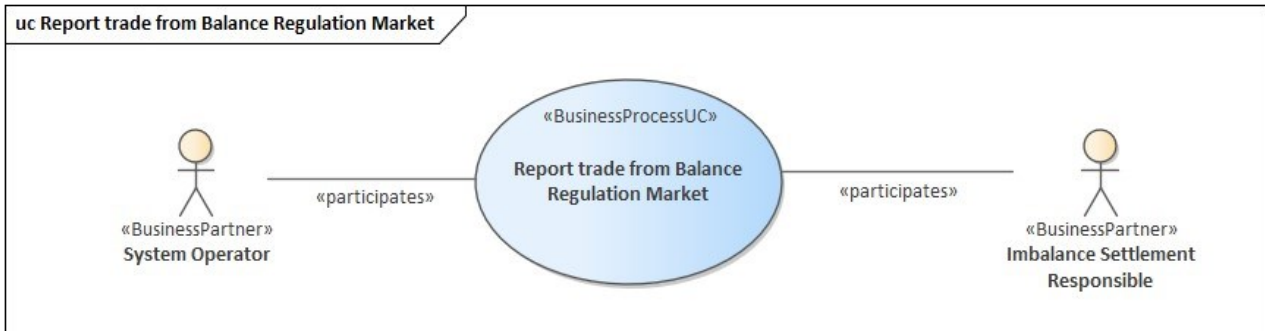 uc Report trade from Balance Regulation Market
«BusinessProcessUC»
Report trade from Balance
Regulation Market
«participates»
«participates»
«BusinessPartner»
System Operator
«BusinessPartner»
Imbalance Settlement
Responsible